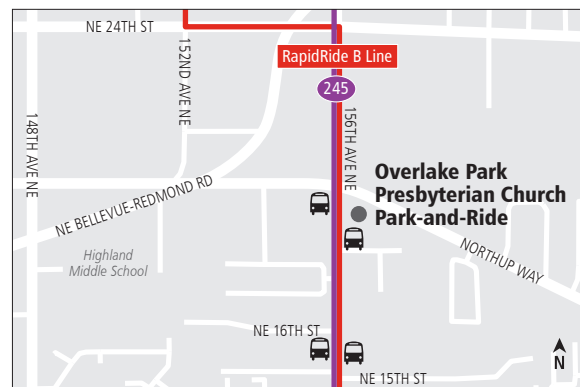 NE 24TH ST
152ND AVE NE
RapidRide B Line
245
148TH AVE NE
156TH AVE NE
Overlake Park
Presbyterian Church
Park-and-Ride
NE BELLEVUE-REDMOND RD
NORTHUP WAY
Highland
Middle School
NE 16TH ST
N
NE 15TH ST